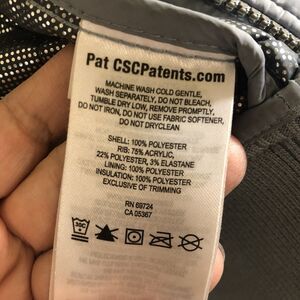 Pat CSCPatents.com
MACHINE WASH COLD GENTLE,
WASH SEPARATELY, DO NOT BLEACH,
TUMBLE DRY LOW, REMOVE PROMPTLY,
DO NOT IRON, DO NOT USE FABRIC SOFTENER,
DO NOT DRYCLEAN
SHELL: 100% POLYESTER
RIB: 75% ACRYLIC,
22% POLYESTER, 3% ELASTANE
LINING: 100% POLYESTER
INSULATION: 100% POLYESTER
EXCLUSIVE OF TRIMMING
RN 69724
CA 05367